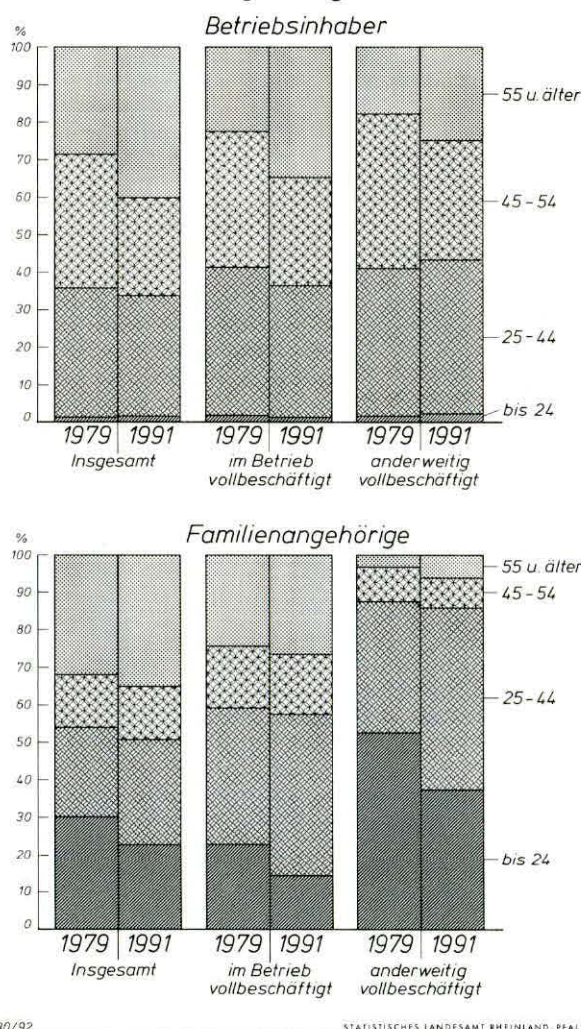 Betriebsinhaber
%
100
90
80
70
60
50
40
30
20
10
0
55 u. älter
45 - 54
25 - 44
bis 24
1979 1991 1979 1991 1979 1991
Insgesamt im Betrieb anderweitig
vollbeschäftigt vollbeschäftigt
Familienangehörige
%
100
90
80
70
60
50
40
30
20
10
0
55 u. älter
45 - 54
25 - 44
bis 24
1979 1991 1979 1991 1979 1991
Insgesamt im Betrieb anderweitig
vollbeschäftigt vollbeschäftigt
STATISTISCHES LANDESAMT RHEINLAND